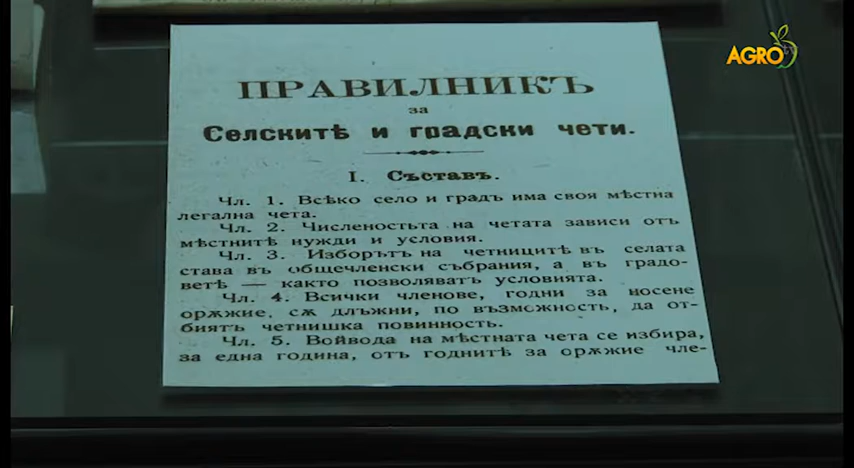 AGRO TV
ПРАВИЛНИКЪ
за
Селскитѣ и градски чети.
I. Съставъ.
Чл. 1. Всѣко село и градъ има своя мѣстна
легална чета.
Чл. 2. Численостьта на четата зависи отъ
мѣстнитѣ нужди и условия.
Чл. 3. Изборътъ на четницитѣ въ селата
става въ общечленски събрания, а въ градо-
ветѣ — както позволяватъ условията.
Чл. 4. Всички членове, годни за носене
орѫжие, сѫ длъжни, по възможность, да от-
биятъ четнишка повинность.
Чл. 5. Войвода на мѣстната чета се избира,
за една година, отъ годнитѣ за орѫжие чле-